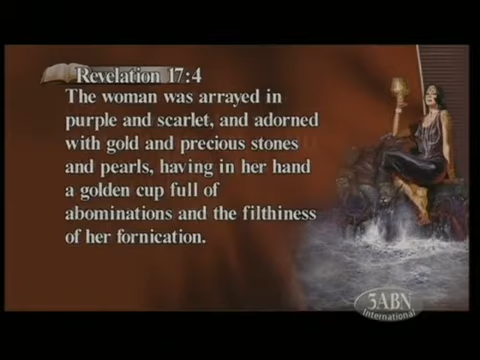 Revelation 17:4
The woman was arrayed in
purple and scarlet, and adorned
with gold and precious stones
and pearls, having in her hand
a golden cup full of
abominations and the filthiness
of her fornication.
3ABN
International